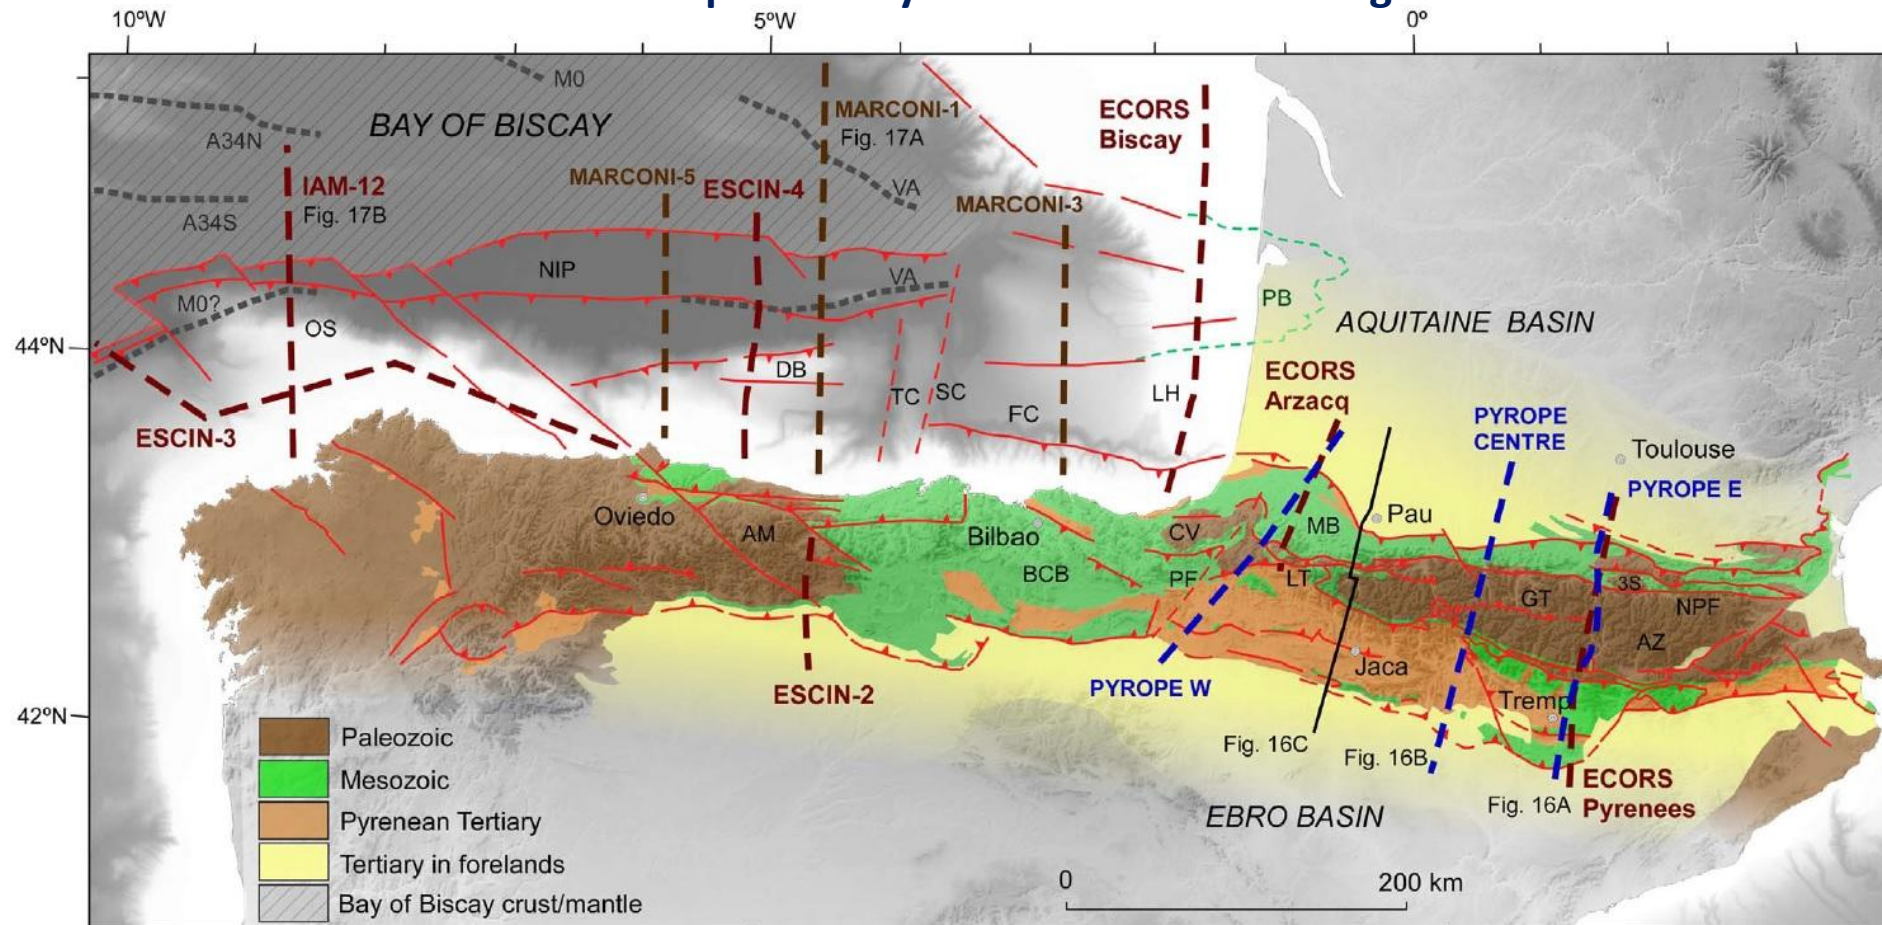 10ºW
5ºW
0º
M0
A34N
BAY OF BISCAY
MARCONI-1
Fig. 17A
ECORS
Biscay
IAM-12
Fig. 17B
MARCONI-5
ESCIN-4
VA
A34S
MARCONI-3
NIP
VA
M0?
OS
PB
AQUITAINE BASIN
44ºN
DB
TC
SC
FC
LH
ECORS
Arzacq
ESCIN-3
PYROPE
CENTRE
Toulouse
PYROPE E
Oviedo
AM
Bilbao
BCB
CV
PF
MB
Pau
LT
GT
3S
NPF
AZ
Jaca
ESCIN-2
PYROPE W
Tremp
42ºN
Fig. 16C
Fig. 16B
Fig. 16A
ECORS
Pyrenees
EBRO BASIN
Paleozoic
Mesozoic
Pyrenean Tertiary
Tertiary in forelands
Bay of Biscay crust/mantle
0
200 km